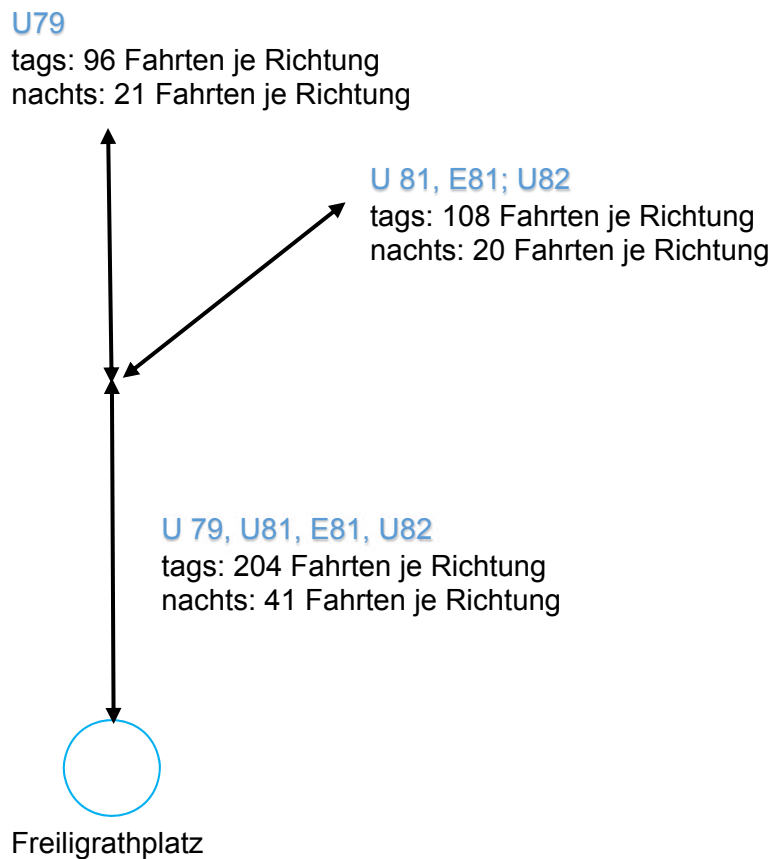 U79
tags: 96 Fahrten je Richtung
nachts: 21 Fahrten je Richtung
U 81, E81; U82
tags: 108 Fahrten je Richtung
nachts: 20 Fahrten je Richtung
U 79, U81, E81, U82
tags: 204 Fahrten je Richtung
nachts: 41 Fahrten je Richtung
Freiligrathplatz